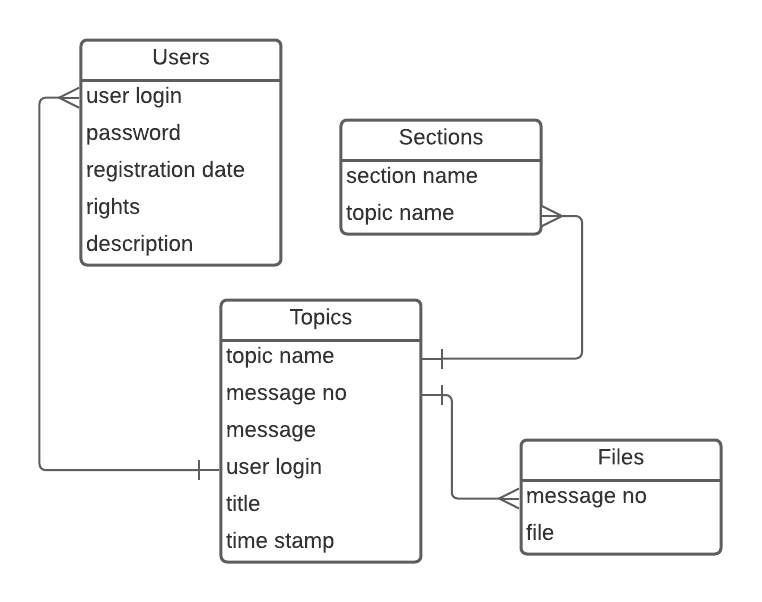 Users
user login
password
registration date
rights
description
Sections
section name
topic name
Topics
topic name
message no
message
user login
title
time stamp
Files
message no
file